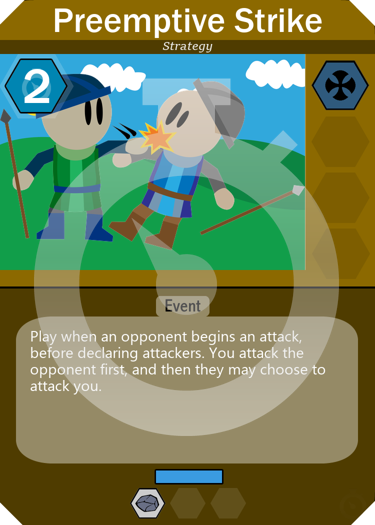 Preemptive Strike
Strategy
2
Event
Play when an opponent begins an attack,
before declaring attackers. You attack the
opponent first, and then they may choose to
attack you.